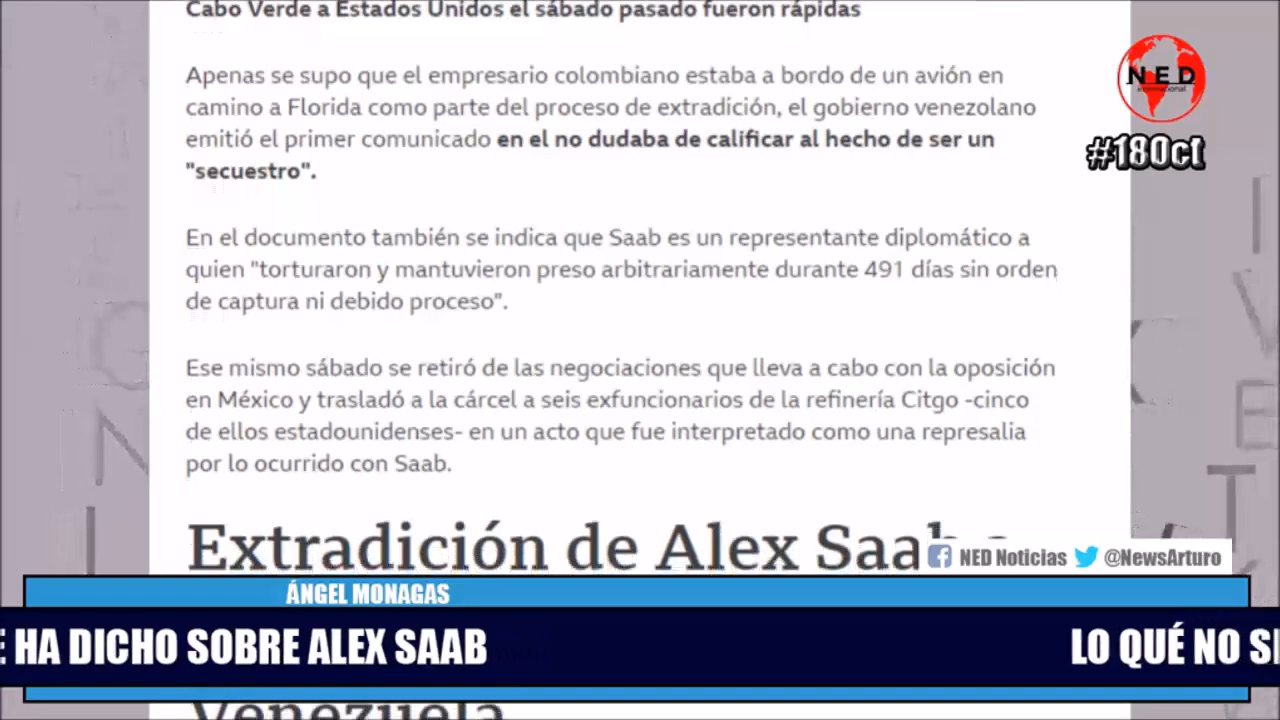 Cabo Verde a Estados Unidos el sábado pasado fueron rápidas
Apenas se supo que el empresario colombiano estaba a bordo de un avión en
camino a Florida como parte del proceso de extradición, el gobierno venezolano
emitió el primer comunicado en el no dudaba de calificar al hecho de ser un
"secuestro".
En el documento también se indica que Saab es un representante diplomático a
quien "torturaron y mantuvieron preso arbitrariamente durante 491 días sin orden
de captura ni debido proceso".
Ese mismo sábado se retiró de las negociaciones que lleva a cabo con la oposición
en México y trasladó a la cárcel a seis exfuncionarios de la refinería Citgo -cinco
de ellos estadounidenses- en un acto que fue interpretado como una represalia
por lo ocurrido con Saab.
Extradición de Alex Saab
Venezuela
NED
internacional
#18Oct
NED Noticias @NewsArturo
ÁNGEL MONAGAS
E HA DICHO SOBRE ALEX SAAB LO QUÉ NO S